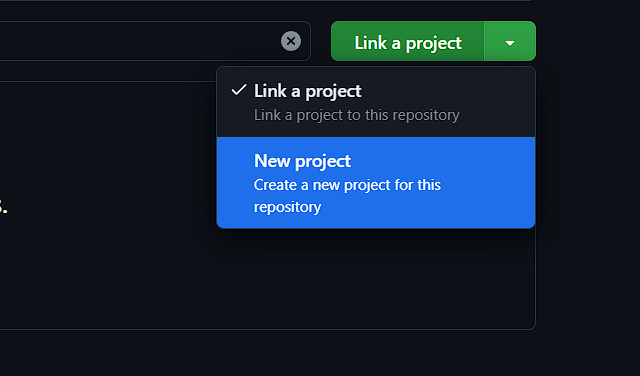 Link a project
Link a project
Link a project to this repository
New project
Create a new project for this
repository